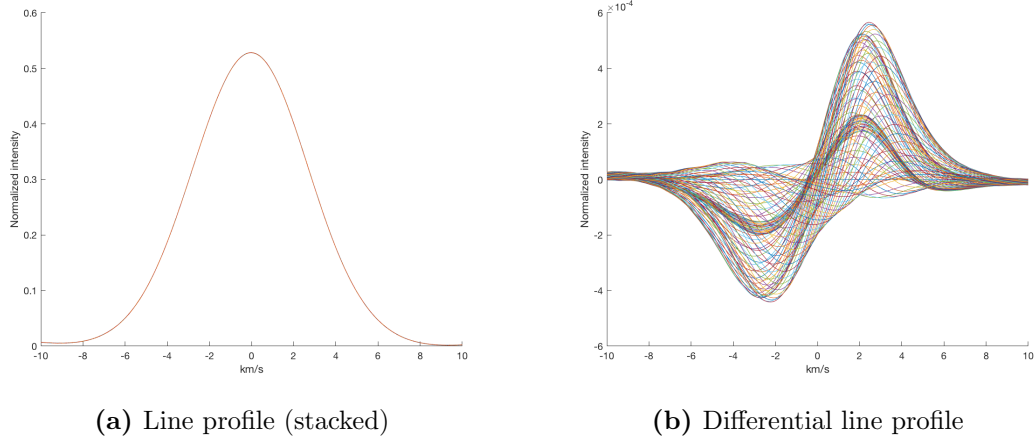 0.6
0.5
0.4
0.3
0.2
0.1
0
Normalized intensity
-10 -8 -6 -4 -2 0 2 4 6 8 10
km/s
(a) Line profile (stacked)
×10⁻⁴
6
4
2
0
-2
-4
-6
Normalized intensity
-10 -8 -6 -4 -2 0 2 4 6 8 10
km/s
(b) Differential line profile